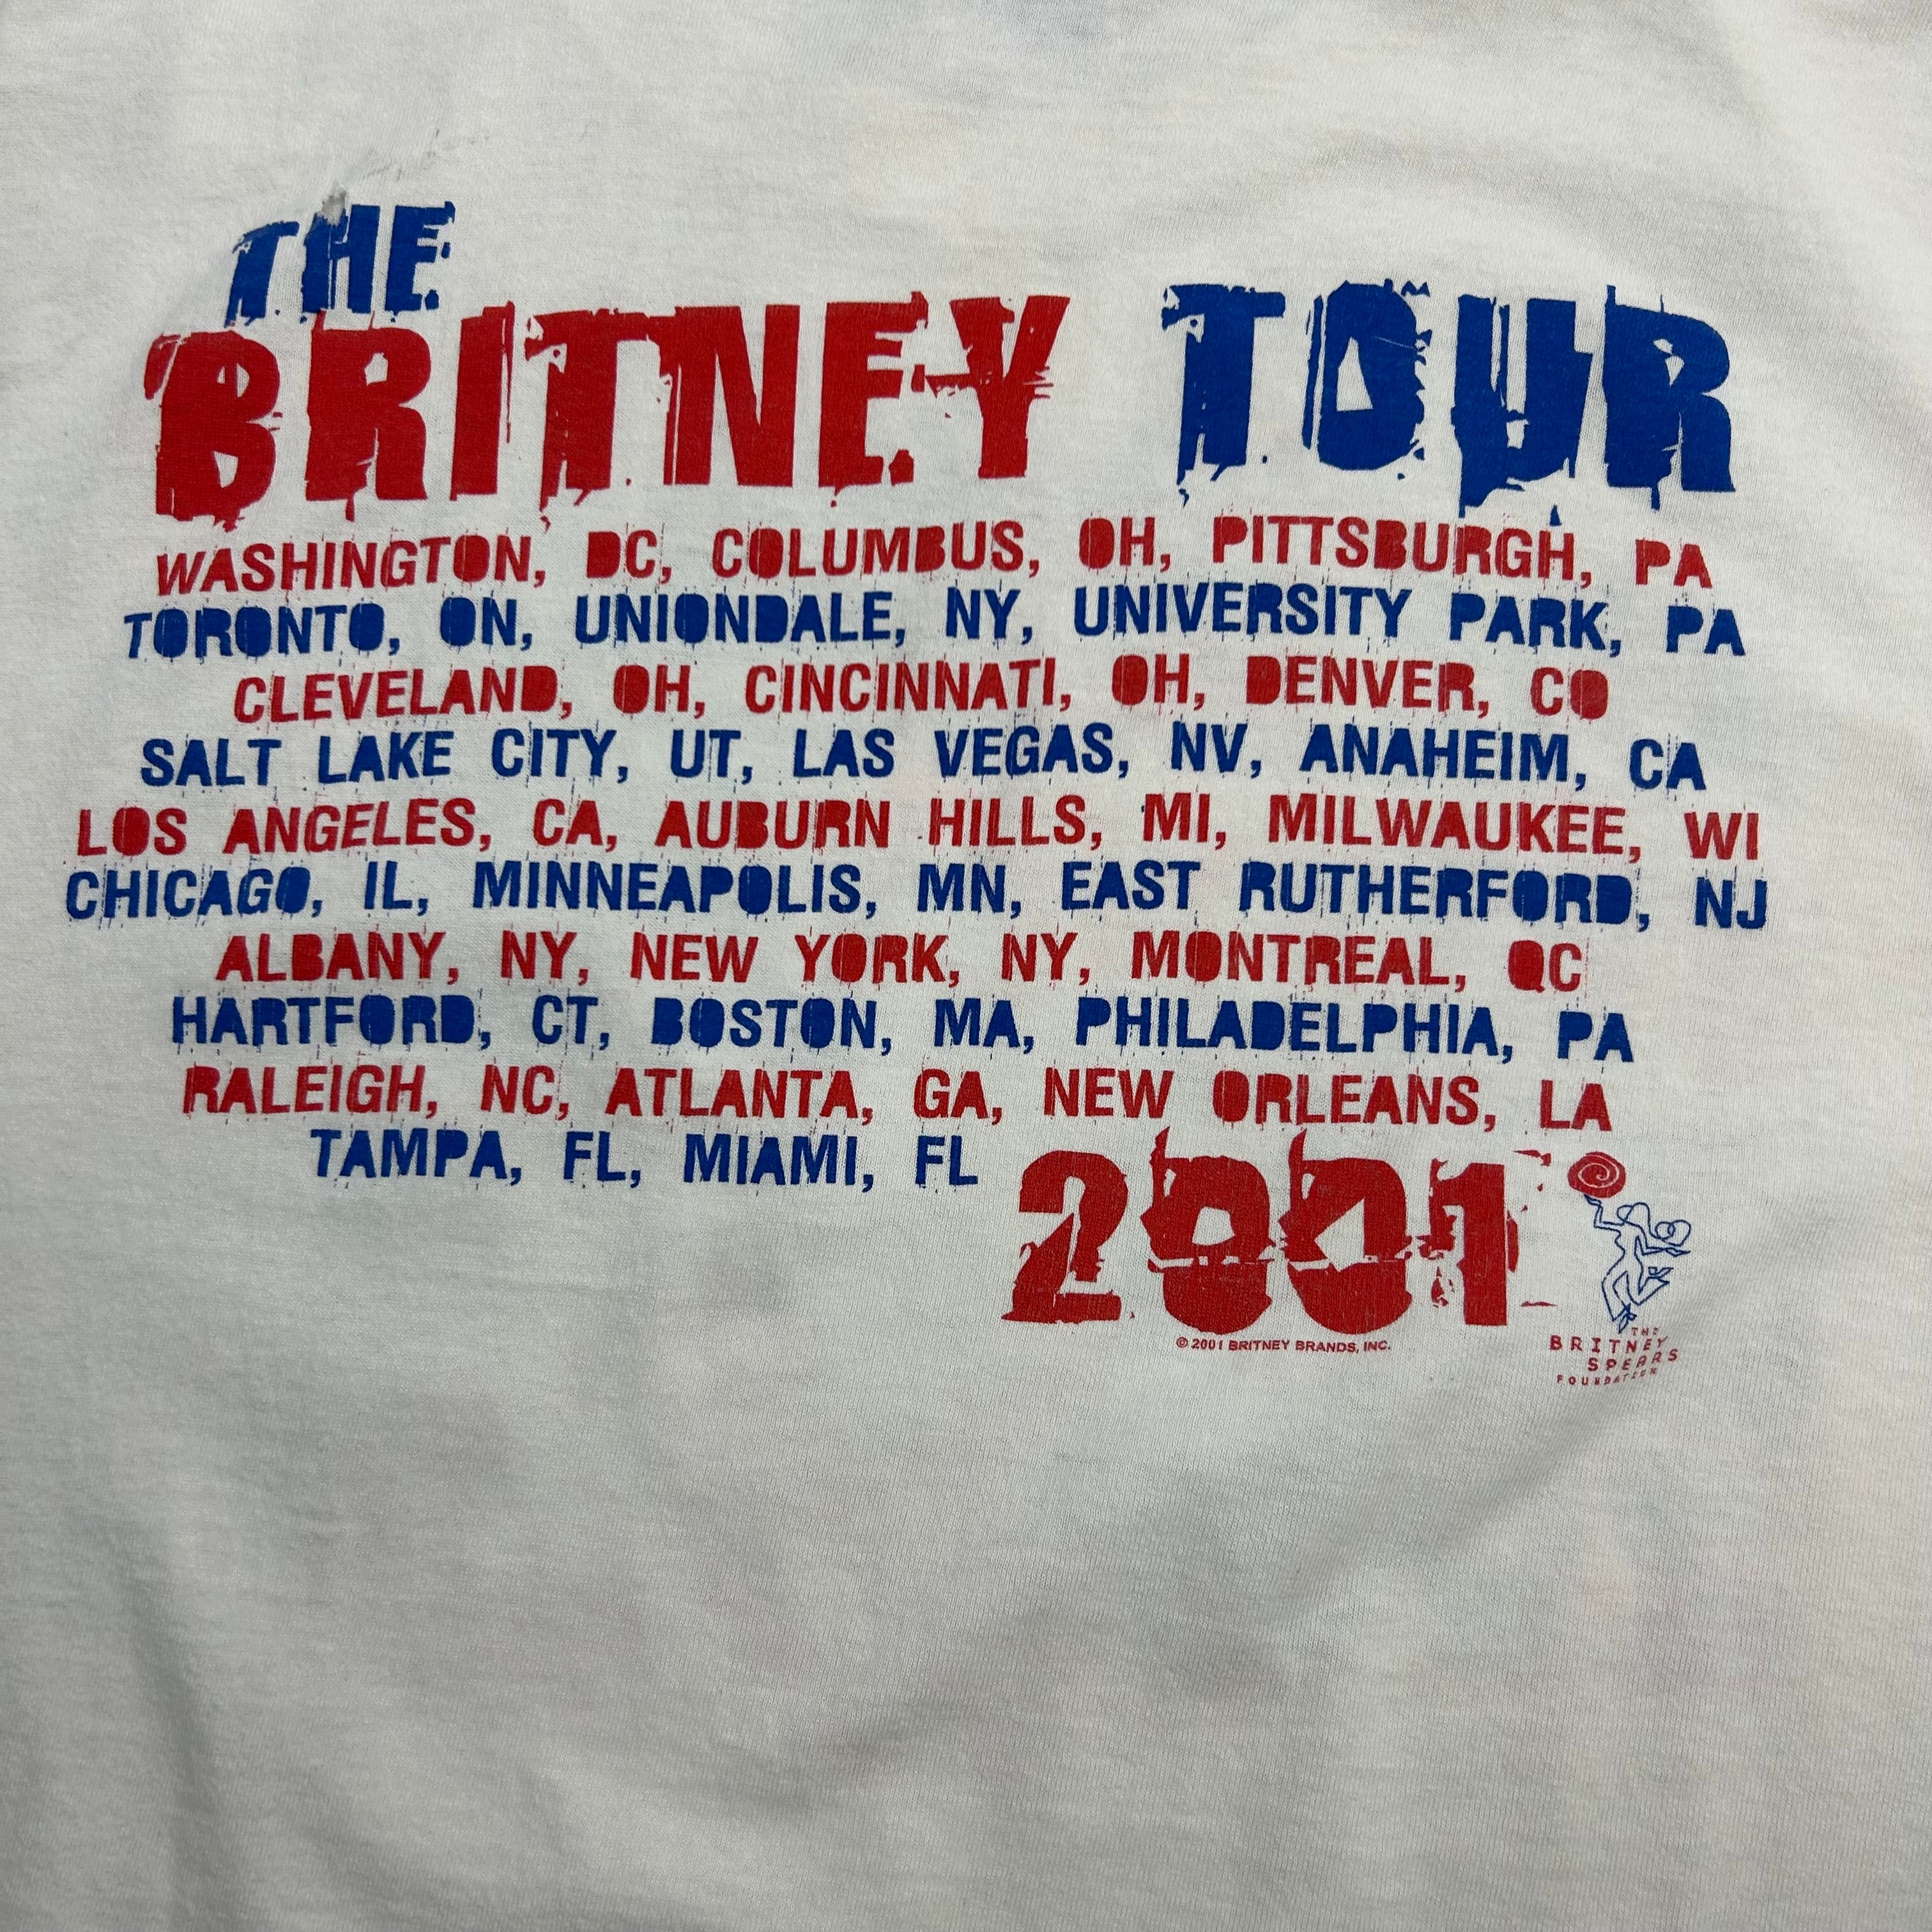 THE
BRITNEY TOUR™
WASHINGTON, DC, COLUMBUS, OH, PITTSBURGH, PA
TORONTO, ON, UNIONDALE, NY, UNIVERSITY PARK, PA
CLEVELAND, OH, CINCINNATI, OH, DENVER, CO
SALT LAKE CITY, UT, LAS VEGAS, NV, ANAHEIM, CA
LOS ANGELES, CA, AUBURN HILLS, MI, MILWAUKEE, WI
CHICAGO, IL, MINNEAPOLIS, MN, EAST RUTHERFORD, NJ
ALBANY, NY, NEW YORK, NY, MONTREAL, QC
HARTFORD, CT, BOSTON, MA, PHILADELPHIA, PA
RALEIGH, NC, ATLANTA, GA, NEW ORLEANS, LA
TAMPA, FL, MIAMI, FL
2001
© 2001 BRITNEY BRANDS, INC.
THE
BRITNEY
SPEARS
FOUNDATION